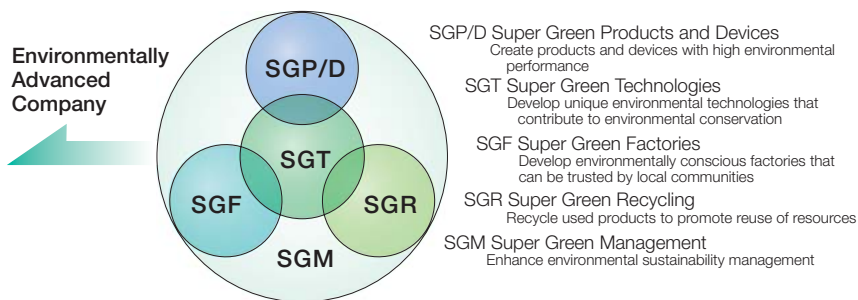 Environmentally
Advanced
Company
SGP/D
SGT
SGF
SGR
SGM
SGP/D Super Green Products and Devices
Create products and devices with high environmental
performance
SGT Super Green Technologies
Develop unique environmental technologies that
contribute to environmental conservation
SGF Super Green Factories
Develop environmentally conscious factories that
can be trusted by local communities
SGR Super Green Recycling
Recycle used products to promote reuse of resources
SGM Super Green Management
Enhance environmental sustainability management